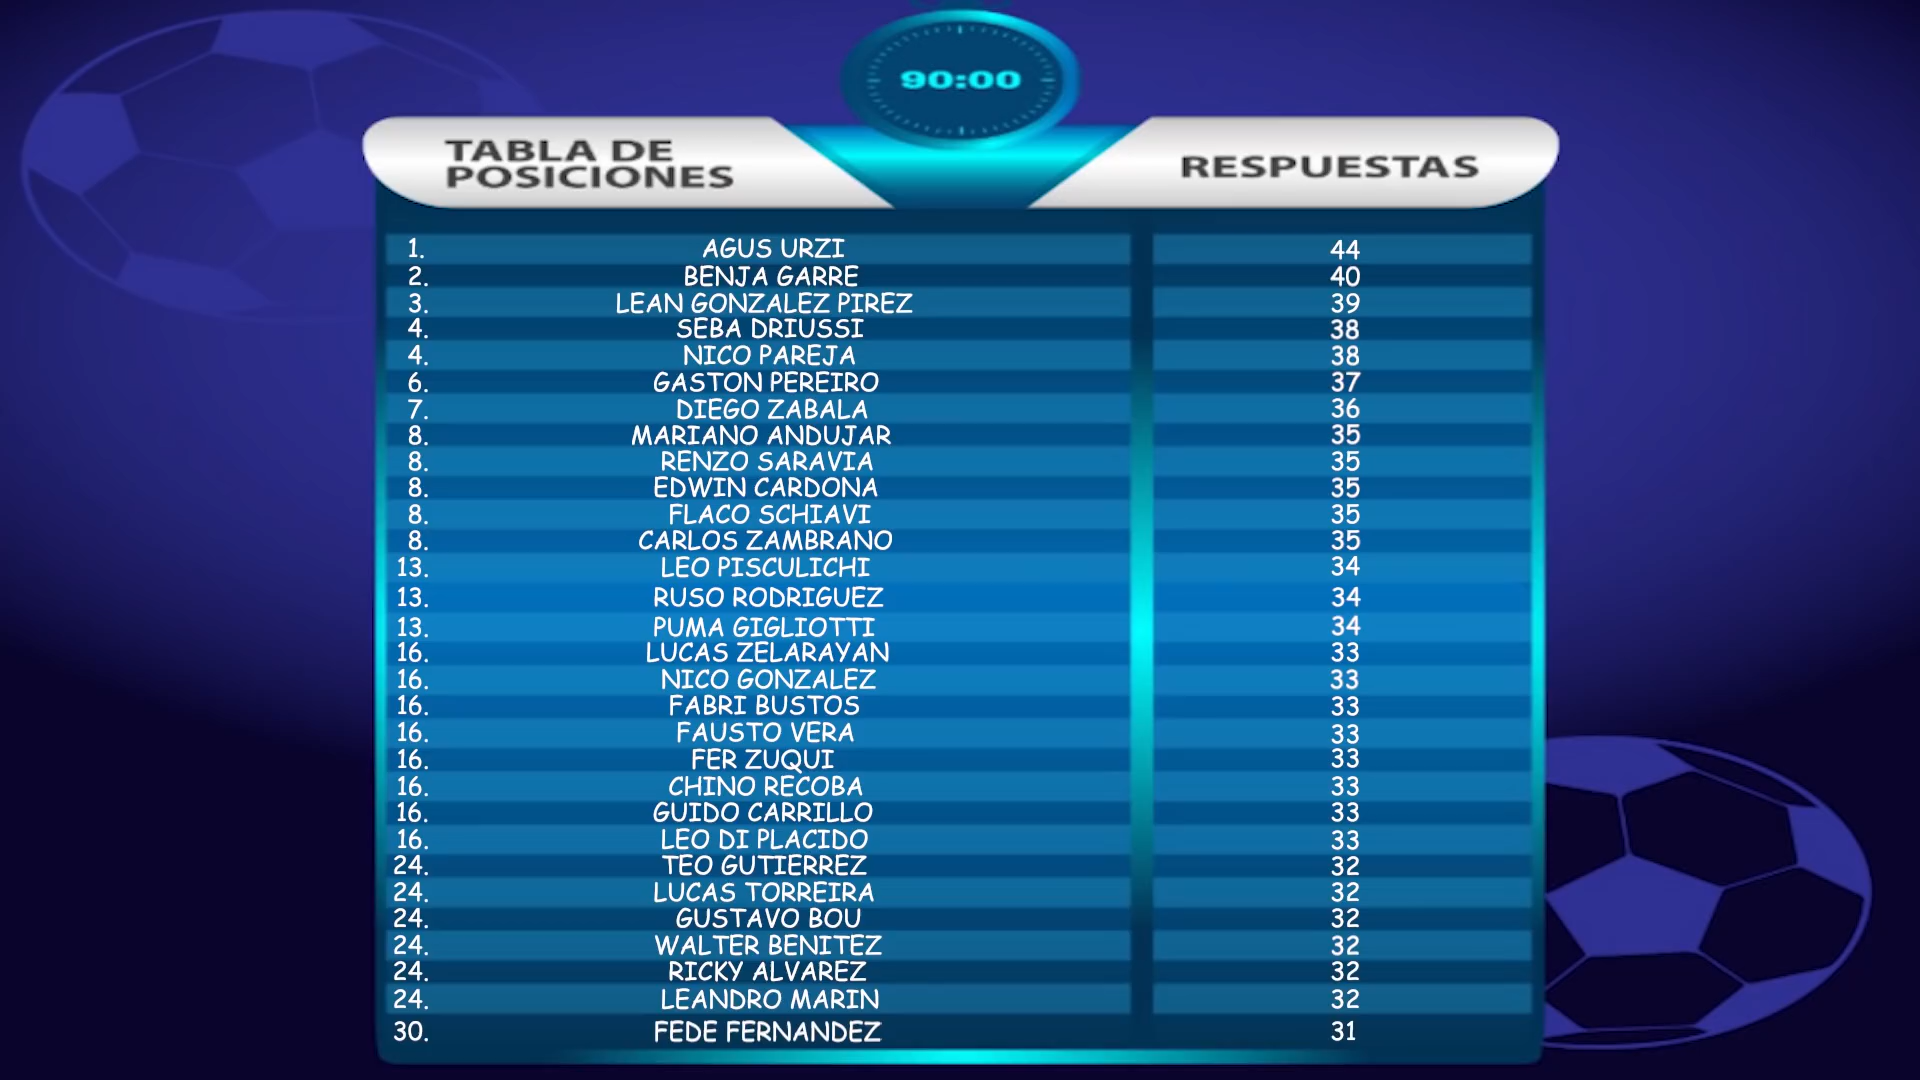 90:00
TABLA DE
POSICIONES
RESPUESTAS
1. AGUS URZI 44
2. BENJA GARRE 40
3. LEAN GONZALEZ PIREZ 39
4. SEBA DRIUSSI 38
4. NICO PAREJA 38
6. GASTON PEREIRO 37
7. DIEGO ZABALA 36
8. MARIANO ANDUJAR 35
8. RENZO SARAVIA 35
8. EDWIN CARDONA 35
8. FLACO SCHIAVI 35
8. CARLOS ZAMBRANO 35
13. LEO PISCULICHI 34
13. RUSO RODRIGUEZ 34
13. PUMA GIGLIOTTI 34
16. LUCAS ZELARAYAN 33
16. NICO GONZALEZ 33
16. FABRI BUSTOS 33
16. FAUSTO VERA 33
16. FER ZUQUI 33
16. CHINO RECOBA 33
16. GUIDO CARRILLO 33
16. LEO DI PLACIDO 33
24. TEO GUTIERREZ 32
24. LUCAS TORREIRA 32
24. GUSTAVO BOU 32
24. WALTER BENITEZ 32
24. RICKY ALVAREZ 32
24. LEANDRO MARIN 32
30. FEDE FERNANDEZ 31